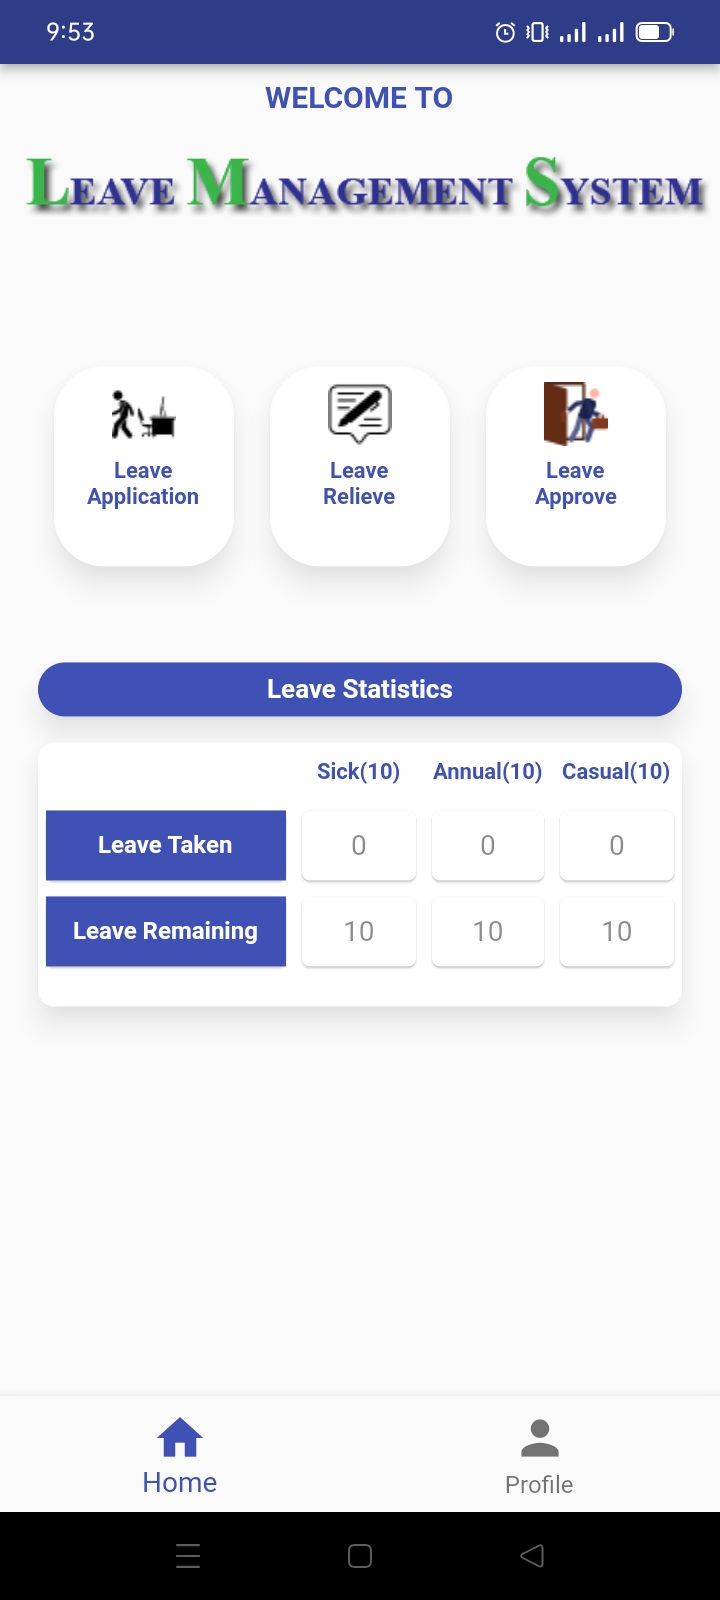 9:53
WELCOME TO
LEAVE MANAGEMENT SYSTEM
Leave Application
Leave Relieve
Leave Approve
Leave Statistics
Sick(10) Annual(10) Casual(10)
Leave Taken 0 0 0
Leave Remaining 10 10 10
Home Profile